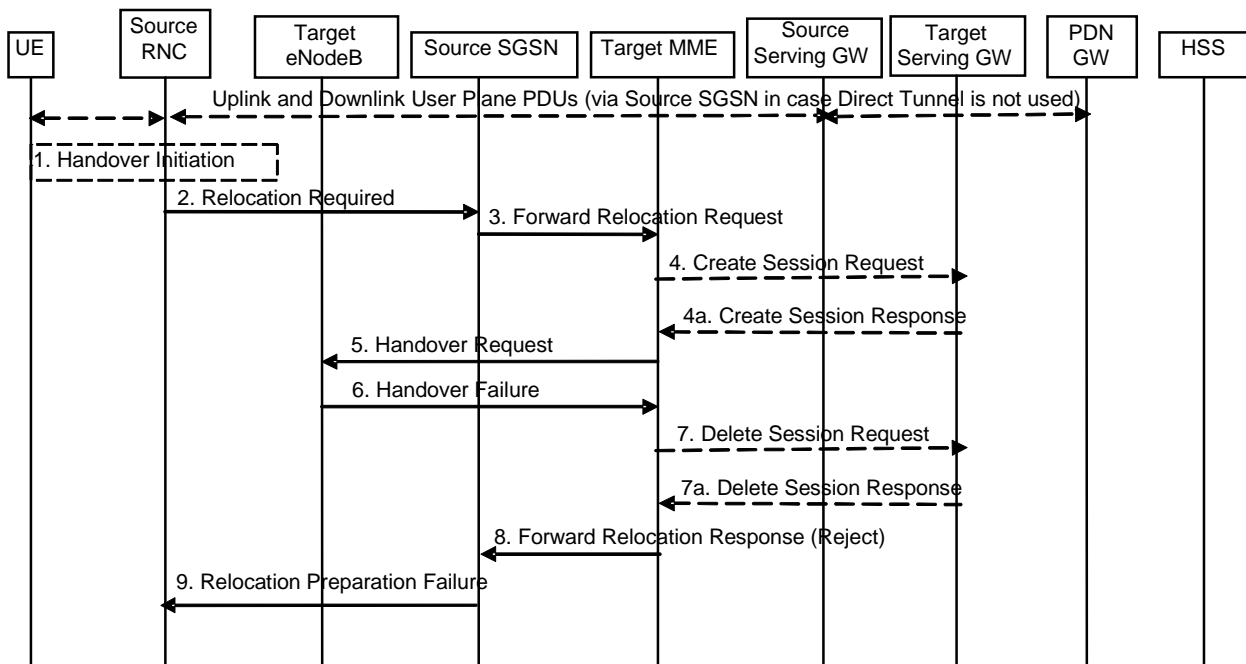 UE
Source
RNC
Target
eNodeB
Source SGSN
Target MME
Source
Serving GW
Target
Serving GW
PDN
GW
HSS
Uplink and Downlink User Plane PDUs (via Source SGSN in case Direct Tunnel is not used)
1. Handover Initiation
2. Relocation Required
3. Forward Relocation Request
4. Create Session Request
4a. Create Session Response
5. Handover Request
6. Handover Failure
7. Delete Session Request
7a. Delete Session Response
8. Forward Relocation Response (Reject)
9. Relocation Preparation Failure